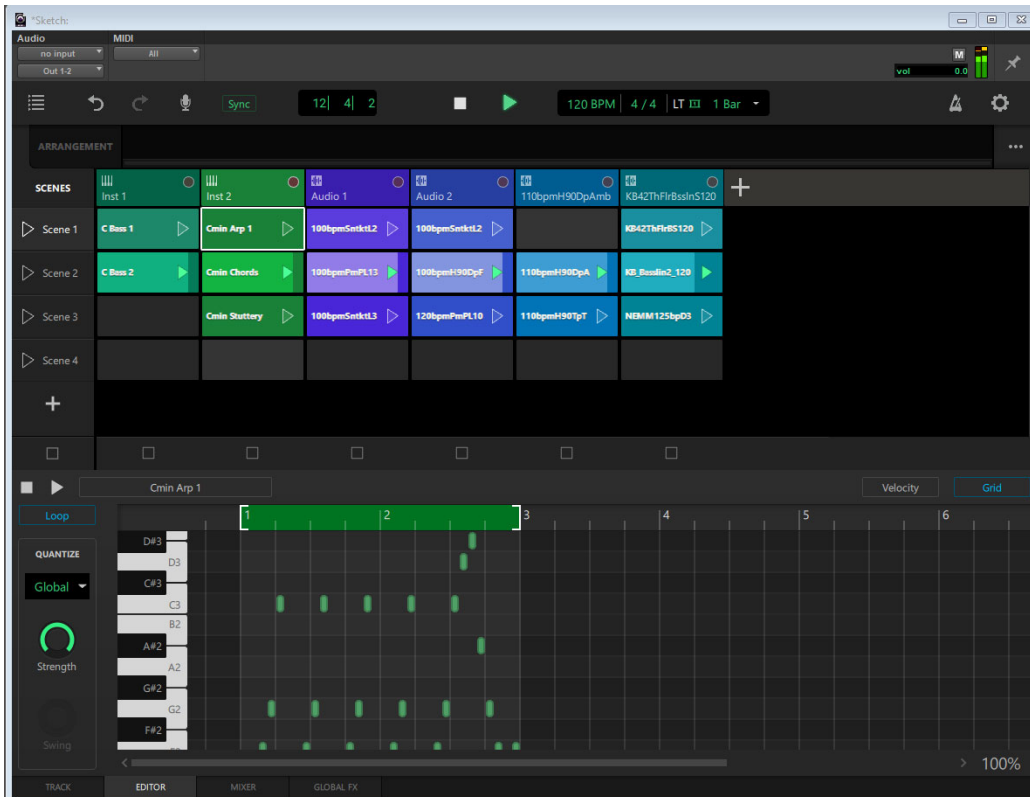 *Sketch:
Audio MIDI
no input All
Out 1-2
M
vol 0.0
Sync 12| 4| 2 120 BPM 4 / 4 LT 1 Bar
ARRANGEMENT
SCENES Inst 1 Inst 2 Audio 1 Audio 2 110bpmH90DpAmb KB42ThFlrBsslnS120
Scene 1 C Bass 1 Cmin Arp 1 100bpmSntktL2 100bpmSntktL2 KB42ThFlrBS120
Scene 2 C Bass 2 Cmin Chords 100bpmPmPL13 100bpmH90DpF 110bpmH90DpA KB_Basslin2_120
Scene 3 Cmin Stuttery 100bpmSntktL3 120bpmPmPL10 110bpmH90TpT NEMM125bpD3
Scene 4
Cmin Arp 1 Velocity Grid
Loop 1 2 3 4 5 6
D#3
QUANTIZE
D3
Global C#3
C3
B2
A#2
Strength A2
G#2
G2
F#2
Swing
100%
TRACK EDITOR MIXER GLOBAL FX